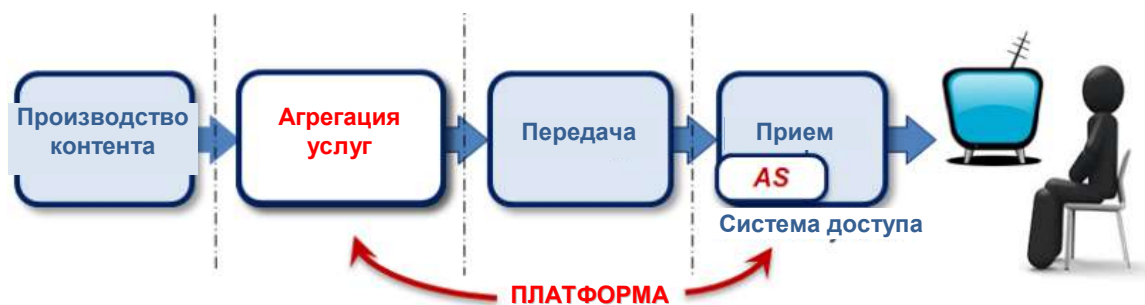 Производство
контента
Агрегация
услуг
Передача
Прием
AS
Система доступа
ПЛАТФОРМА